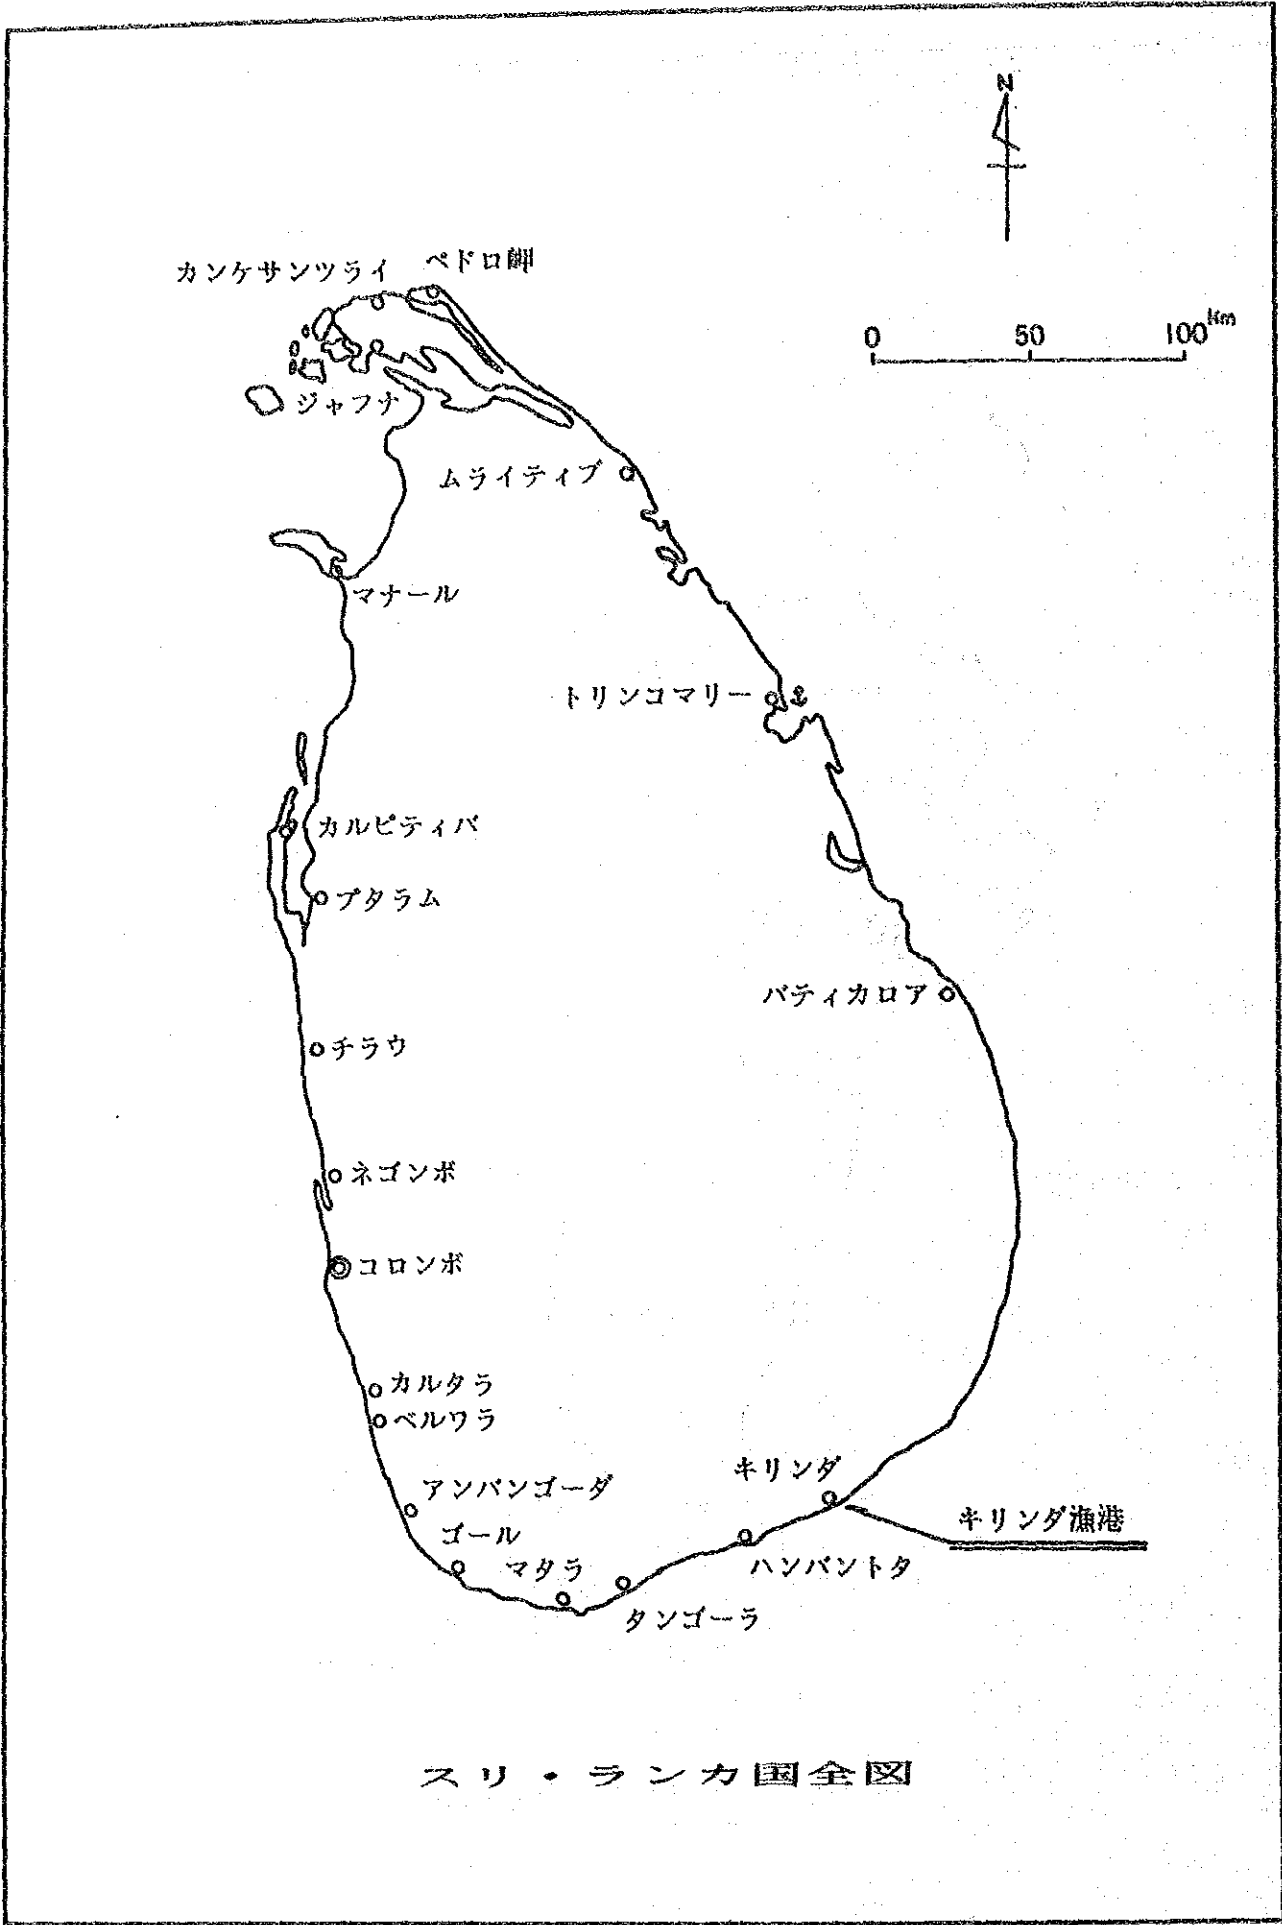 N
カンケサンツライ
ペドロ岬
0 50 100Km
ジャフナ
ムライティブ
マナール
トリンコマリー
カルピティバ
プタラム
バティカロア
チラウ
ネゴンボ
コロンボ
カルタラ
ベルワラ
キリンダ
アンバンゴーダ
キリンダ漁港
ゴール
マタラ
ハンバントタ
タンゴーラ
スリ・ランカ国全図